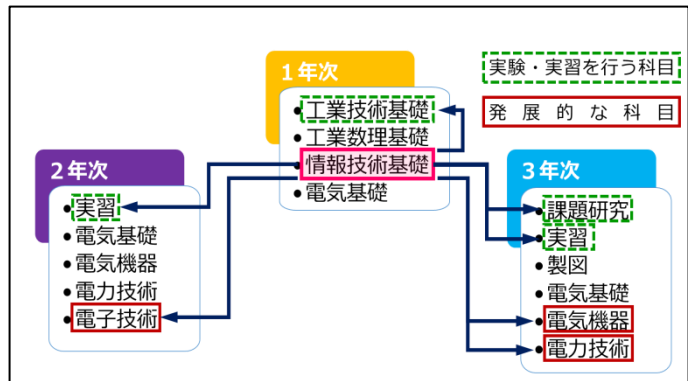 1年次
• 工業技術基礎
• 工業数理基礎
• 情報技術基礎
• 電気基礎
実験・実習を行う科目
発展的な科目
2年次
• 実習
• 電気基礎
• 電気機器
• 電力技術
• 電子技術
3年次
• 課題研究
• 実習
• 製図
• 電気基礎
• 電気機器
• 電力技術